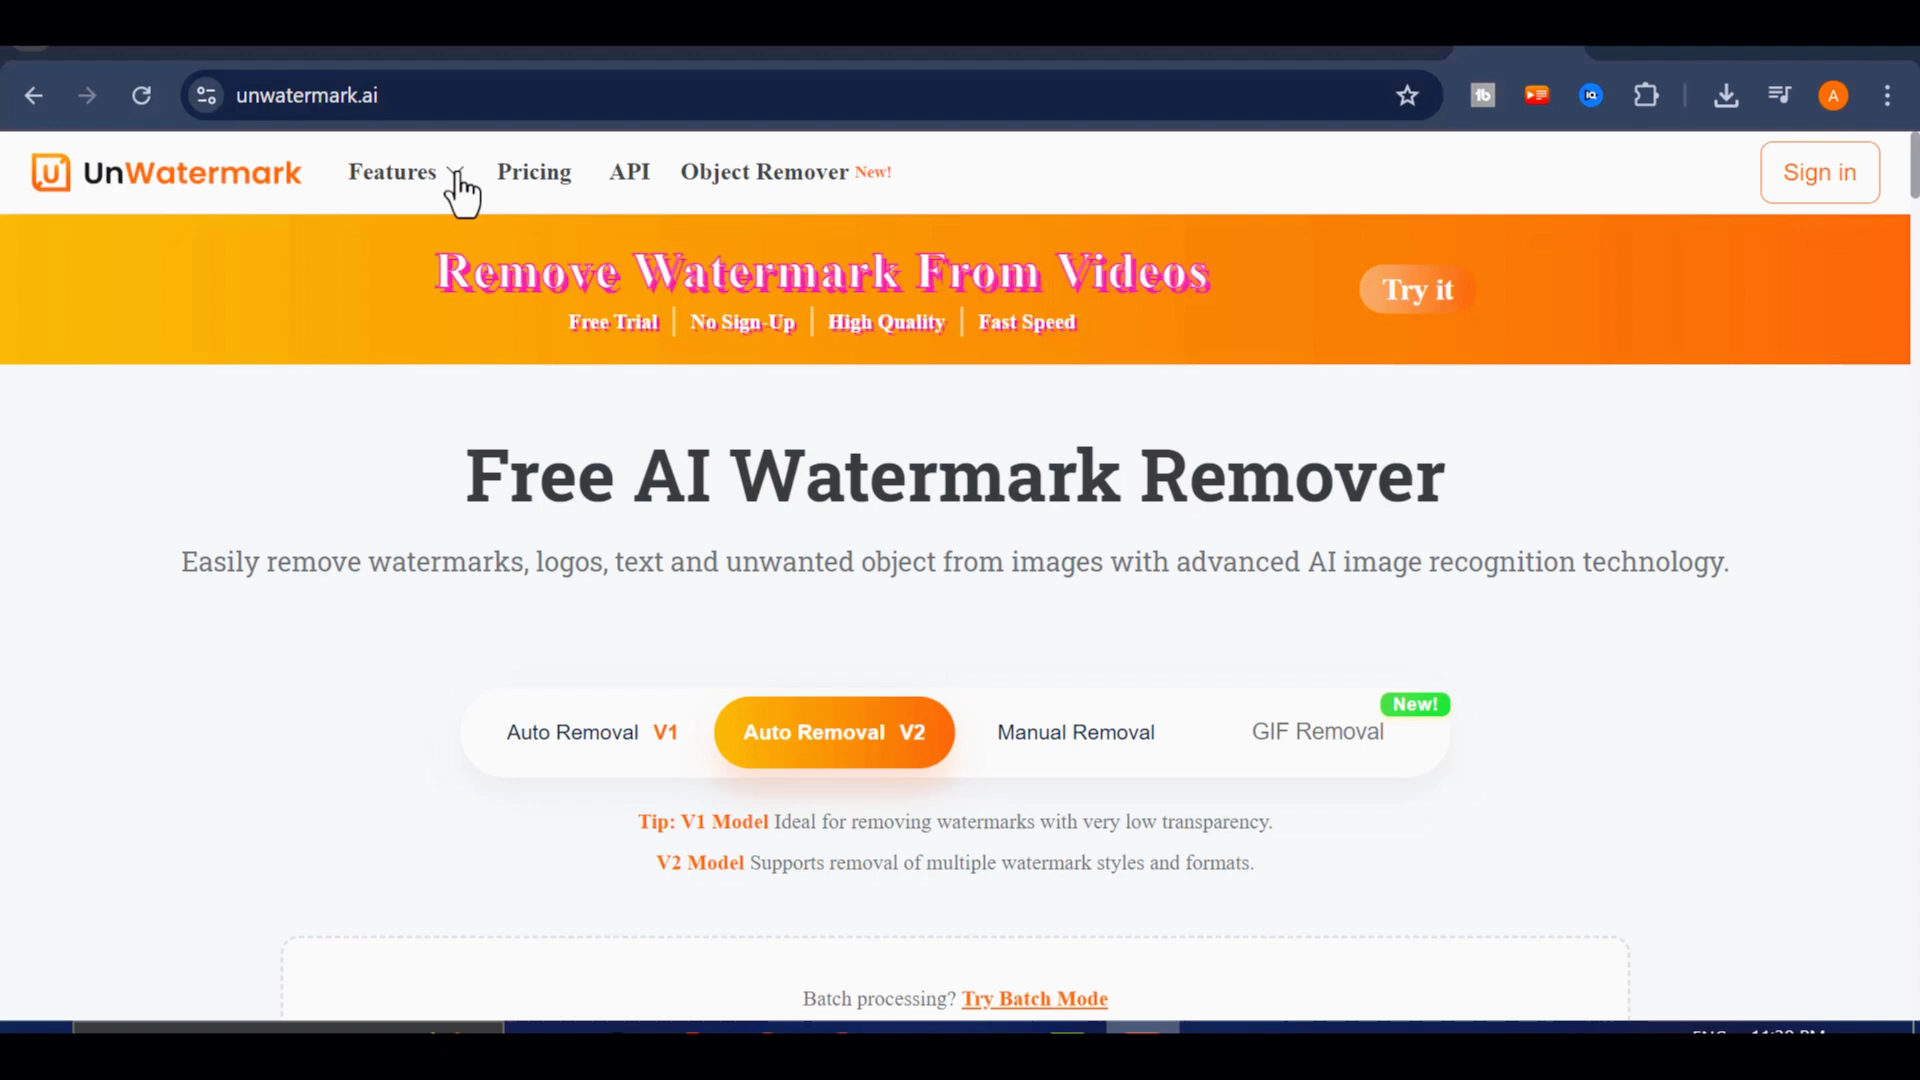 unwatermark.ai
A
UnWatermark
Features
Pricing
API
Object Remover New!
Sign in
Remove Watermark From Videos
Free Trial | No Sign-Up | High Quality | Fast Speed
Try it
Free AI Watermark Remover
Easily remove watermarks, logos, text and unwanted object from images with advanced AI image recognition technology.
New!
Auto Removal V1
Auto Removal V2
Manual Removal
GIF Removal
Tip: V1 Model Ideal for removing watermarks with very low transparency.
V2 Model Supports removal of multiple watermark styles and formats.
Batch processing? Try Batch Mode